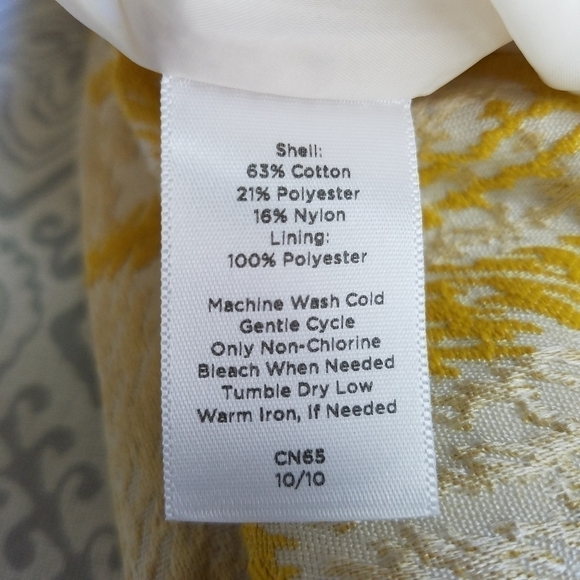 Shell:
63% Cotton
21% Polyester
16% Nylon
Lining:
100% Polyester
Machine Wash Cold
Gentle Cycle
Only Non-Chlorine
Bleach When Needed
Tumble Dry Low
Warm Iron, If Needed
CN65
10/10